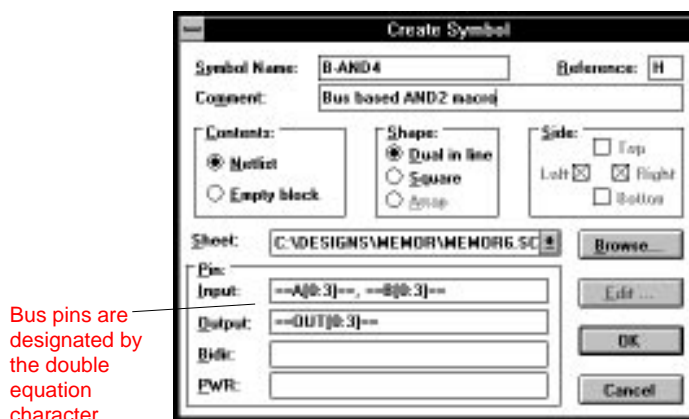 Create Symbol
Symbol Name: B-AND4 Reference: H
Comment: Bus based AND2 macro
Contents: Shape: Side:
Netlist Dual in line Top
Empty block Square Left Right
Array Bottom
Sheet: C:\DESIGNS\MEMOR\MEMOR6.SC Browse...
Pin:
Input: ==A[0:3]==, ==B[0:3]== Edit ...
Output: ==OUT[0:3]==
OK
Bidir:
PWR: Cancel
Bus pins are
designated by
the double
equation
character